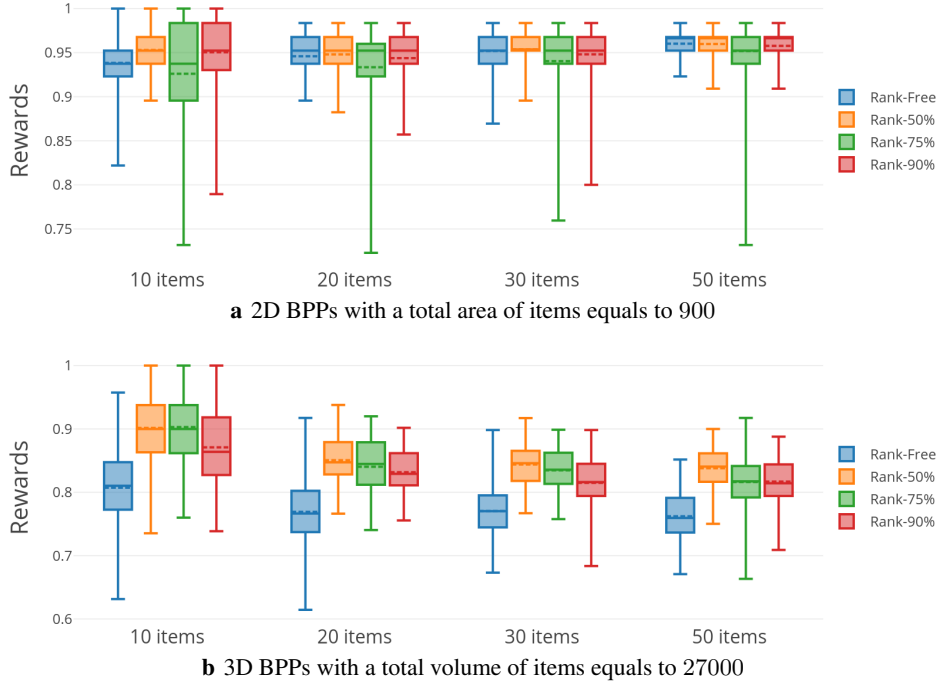 1
0.95
0.9
0.85
0.8
0.75
Rewards
10 items 20 items 30 items 50 items
Rank-Free
Rank-50%
Rank-75%
Rank-90%
a 2D BPPs with a total area of items equals to 900
1
0.9
0.8
0.7
0.6
Rewards
10 items 20 items 30 items 50 items
Rank-Free
Rank-50%
Rank-75%
Rank-90%
b 3D BPPs with a total volume of items equals to 27000